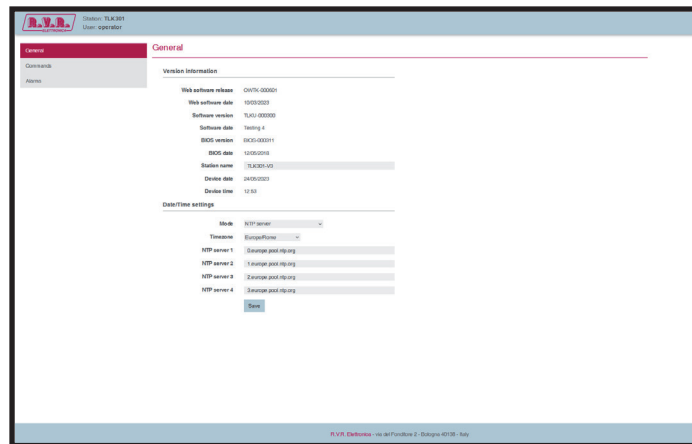 R.V.R.
ELETTRONICA
Station: TLK301
User: operator
General
Commands
Alarms
General
Version information
Web software release OWTK-000601
Web software date 10/03/2023
Software version TLKU-000300
Software date Testing 4
BIOS version BIOS-000311
BIOS date 12/05/2018
Station name TLK301-V3
Device date 24/05/2023
Device time 12:53
Date/Time settings
Mode NTP server
Timezone Europe/Rome
NTP server 1 0.europe.pool.ntp.org
NTP server 2 1.europe.pool.ntp.org
NTP server 3 2.europe.pool.ntp.org
NTP server 4 3.europe.pool.ntp.org
Save
R.V.R. Elettronica - via del Fonditore 2 - Bologna 40138 - Italy